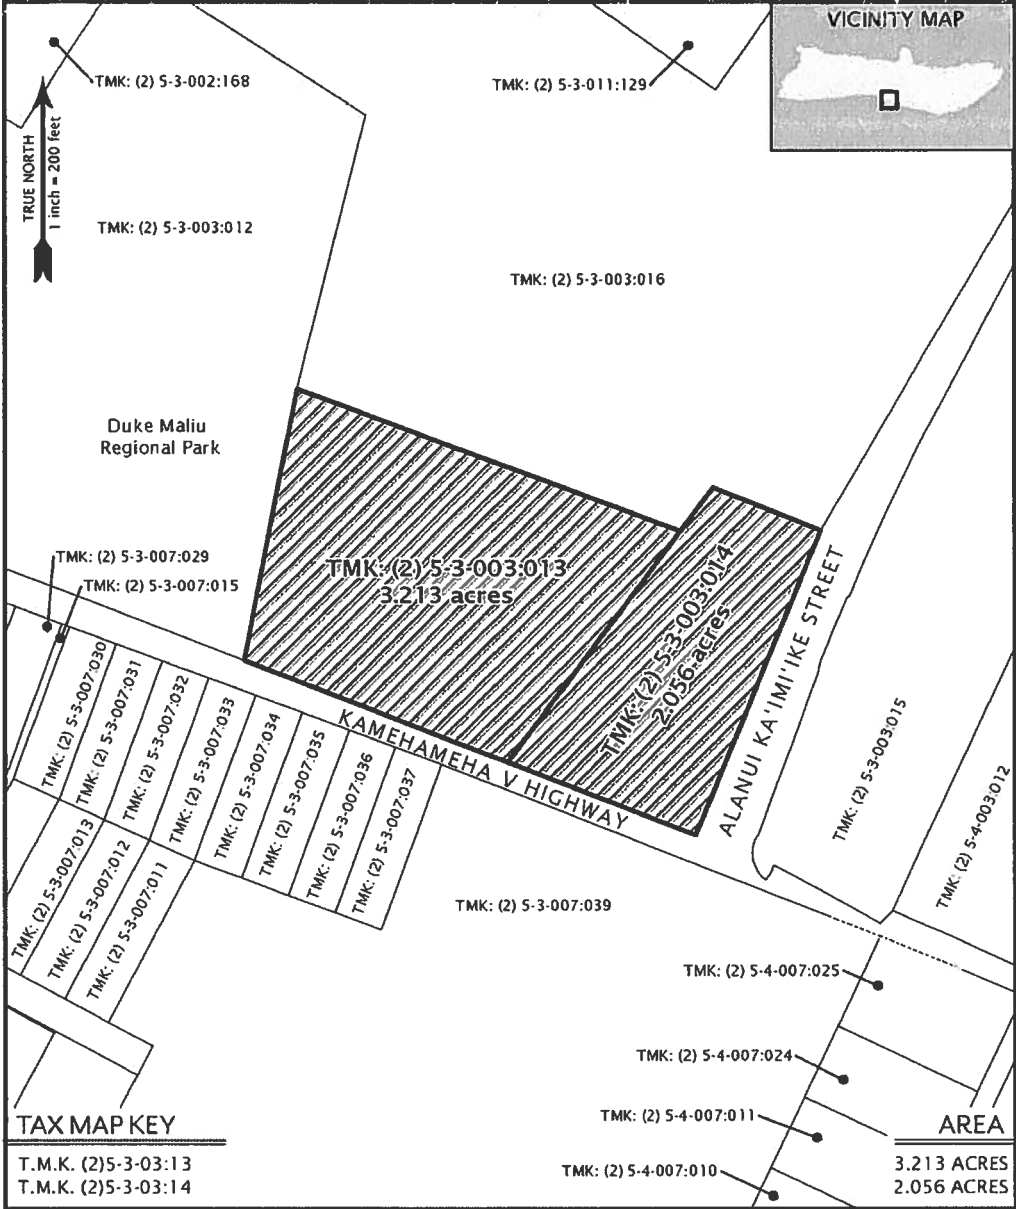 VICINITY MAP
TMK: (2) 5-3-002:168
TMK: (2) 5-3-011:129
TRUE NORTH
1 inch = 200 feet
TMK: (2) 5-3-003:012
TMK: (2) 5-3-003:016
Duke Maliu
Regional Park
TMK: (2) 5-3-003:013
3.213 acres
TMK: (2) 5-3-003:014
2.056 acres
ALANUI KA'IMI'IKE STREET
TMK: (2) 5-3-007:029
TMK: (2) 5-3-007:015
TMK: (2) 5-3-007:030
TMK: (2) 5-3-007:031
TMK: (2) 5-3-007:032
TMK: (2) 5-3-007:033
TMK: (2) 5-3-007:034
TMK: (2) 5-3-007:035
TMK: (2) 5-3-007:036
TMK: (2) 5-3-007:037
KAMEHAMEHA V HIGHWAY
TMK: (2) 5-3-003:015
TMK: (2) 5-4-003:012
TMK: (2) 5-3-007:013
TMK: (2) 5-3-007:012
TMK: (2) 5-3-007:011
TMK: (2) 5-3-007:039
TMK: (2) 5-4-007:025
TMK: (2) 5-4-007:024
TMK: (2) 5-4-007:011
TMK: (2) 5-4-007:010
TAX MAP KEY
T.M.K. (2)5-3-03:13
T.M.K. (2)5-3-03:14
AREA
3.213 ACRES
2.056 ACRES